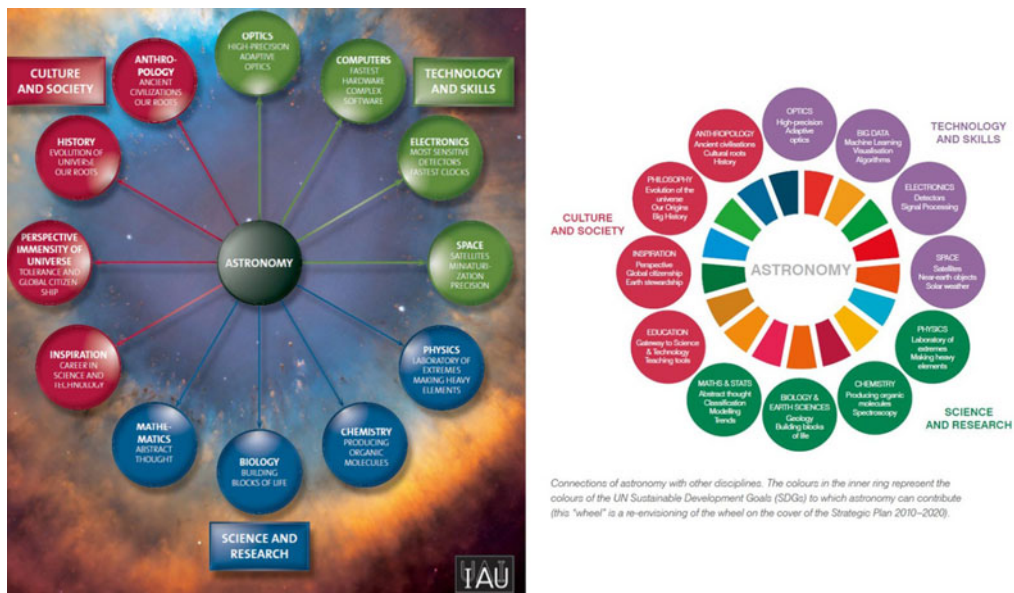 CULTURE
AND SOCIETY
ANTHRO-
POLOGY
ANCIENT
CIVILIZATIONS
OUR ROOTS
OPTICS
HIGH-PRECISION
ADAPTIVE
OPTICS
COMPUTERS
FASTEST
HARDWARE
COMPLEX
SOFTWARE
TECHNOLOGY
AND SKILLS
HISTORY
EVOLUTION OF
UNIVERSE
OUR ROOTS
ELECTRONICS
MOST SENSITIVE
DETECTORS
FASTEST CLOCKS
PERSPECTIVE
IMMENSITY OF
UNIVERSE
TOLERANCE AND
GLOBAL CITIZEN-
SHIP
ASTRONOMY
SPACE
SATELLITES
MINIATURI-
ZATION
PRECISION
INSPIRATION
CAREER IN
SCIENCE AND
TECHNOLOGY
PHYSICS
LABORATORY OF
EXTREMES
MAKING HEAVY
ELEMENTS
MATHE-
MATICS
ABSTRACT
THOUGHT
BIOLOGY
BUILDING
BLOCKS OF LIFE
CHEMISTRY
PRODUCING
ORGANIC
MOLECULES
SCIENCE AND
RESEARCH
IAU
OPTICS
High-precision
Adaptive
optics
ANTHROPOLOGY
Ancient civilisations
Cultural roots
History
BIG DATA
Machine Learning
Visualisation
Algorithms
TECHNOLOGY
AND SKILLS
PHILOSOPHY
Evolution of the
universe
Our Origins
Big History
ELECTRONICS
Detectors
Signal Processing
CULTURE
AND SOCIETY
INSPIRATION
Perspective
Global citizenship
Earth stewardship
ASTRONOMY
SPACE
Satellites
Near-earth objects
Solar weather
EDUCATION
Gateway to Science
& Technology
Teaching tools
PHYSICS
Laboratory of
extremes
Making heavy
elements
MATHS & STATS
Abstract thought
Classification
Modelling
Trends
BIOLOGY &
EARTH SCIENCES
Geology
Building blocks
of life
CHEMISTRY
Producing organic
molecules
Spectroscopy
SCIENCE
AND RESEARCH
Connections of astronomy with other disciplines. The colours in the inner ring represent the
colours of the UN Sustainable Development Goals (SDGs) to which astronomy can contribute
(this "wheel" is a re-envisioning of the wheel on the cover of the Strategic Plan 2010–2020).